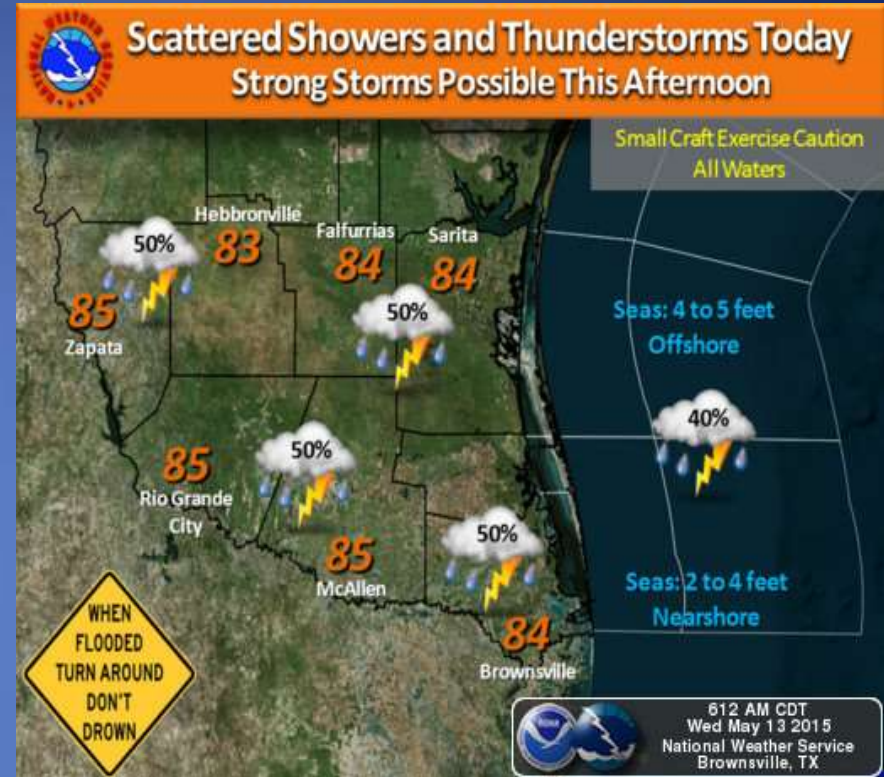 Scattered Showers and Thunderstorms Today
Strong Storms Possible This Afternoon
NATIONAL WEATHER SERVICE
Small Craft Exercise Caution
All Waters
Hebbronville
83
Falfurrias
84
Sarita
84
50%
85
Zapata
50%
Seas: 4 to 5 feet
Offshore
40%
85
Rio Grande
City
50%
85
McAllen
50%
84
Brownsville
Seas: 2 to 4 feet
Nearshore
WHEN
FLOODED
TURN AROUND
DON'T
DROWN
612 AM CDT
Wed May 13 2015
National Weather Service
Brownsville, TX